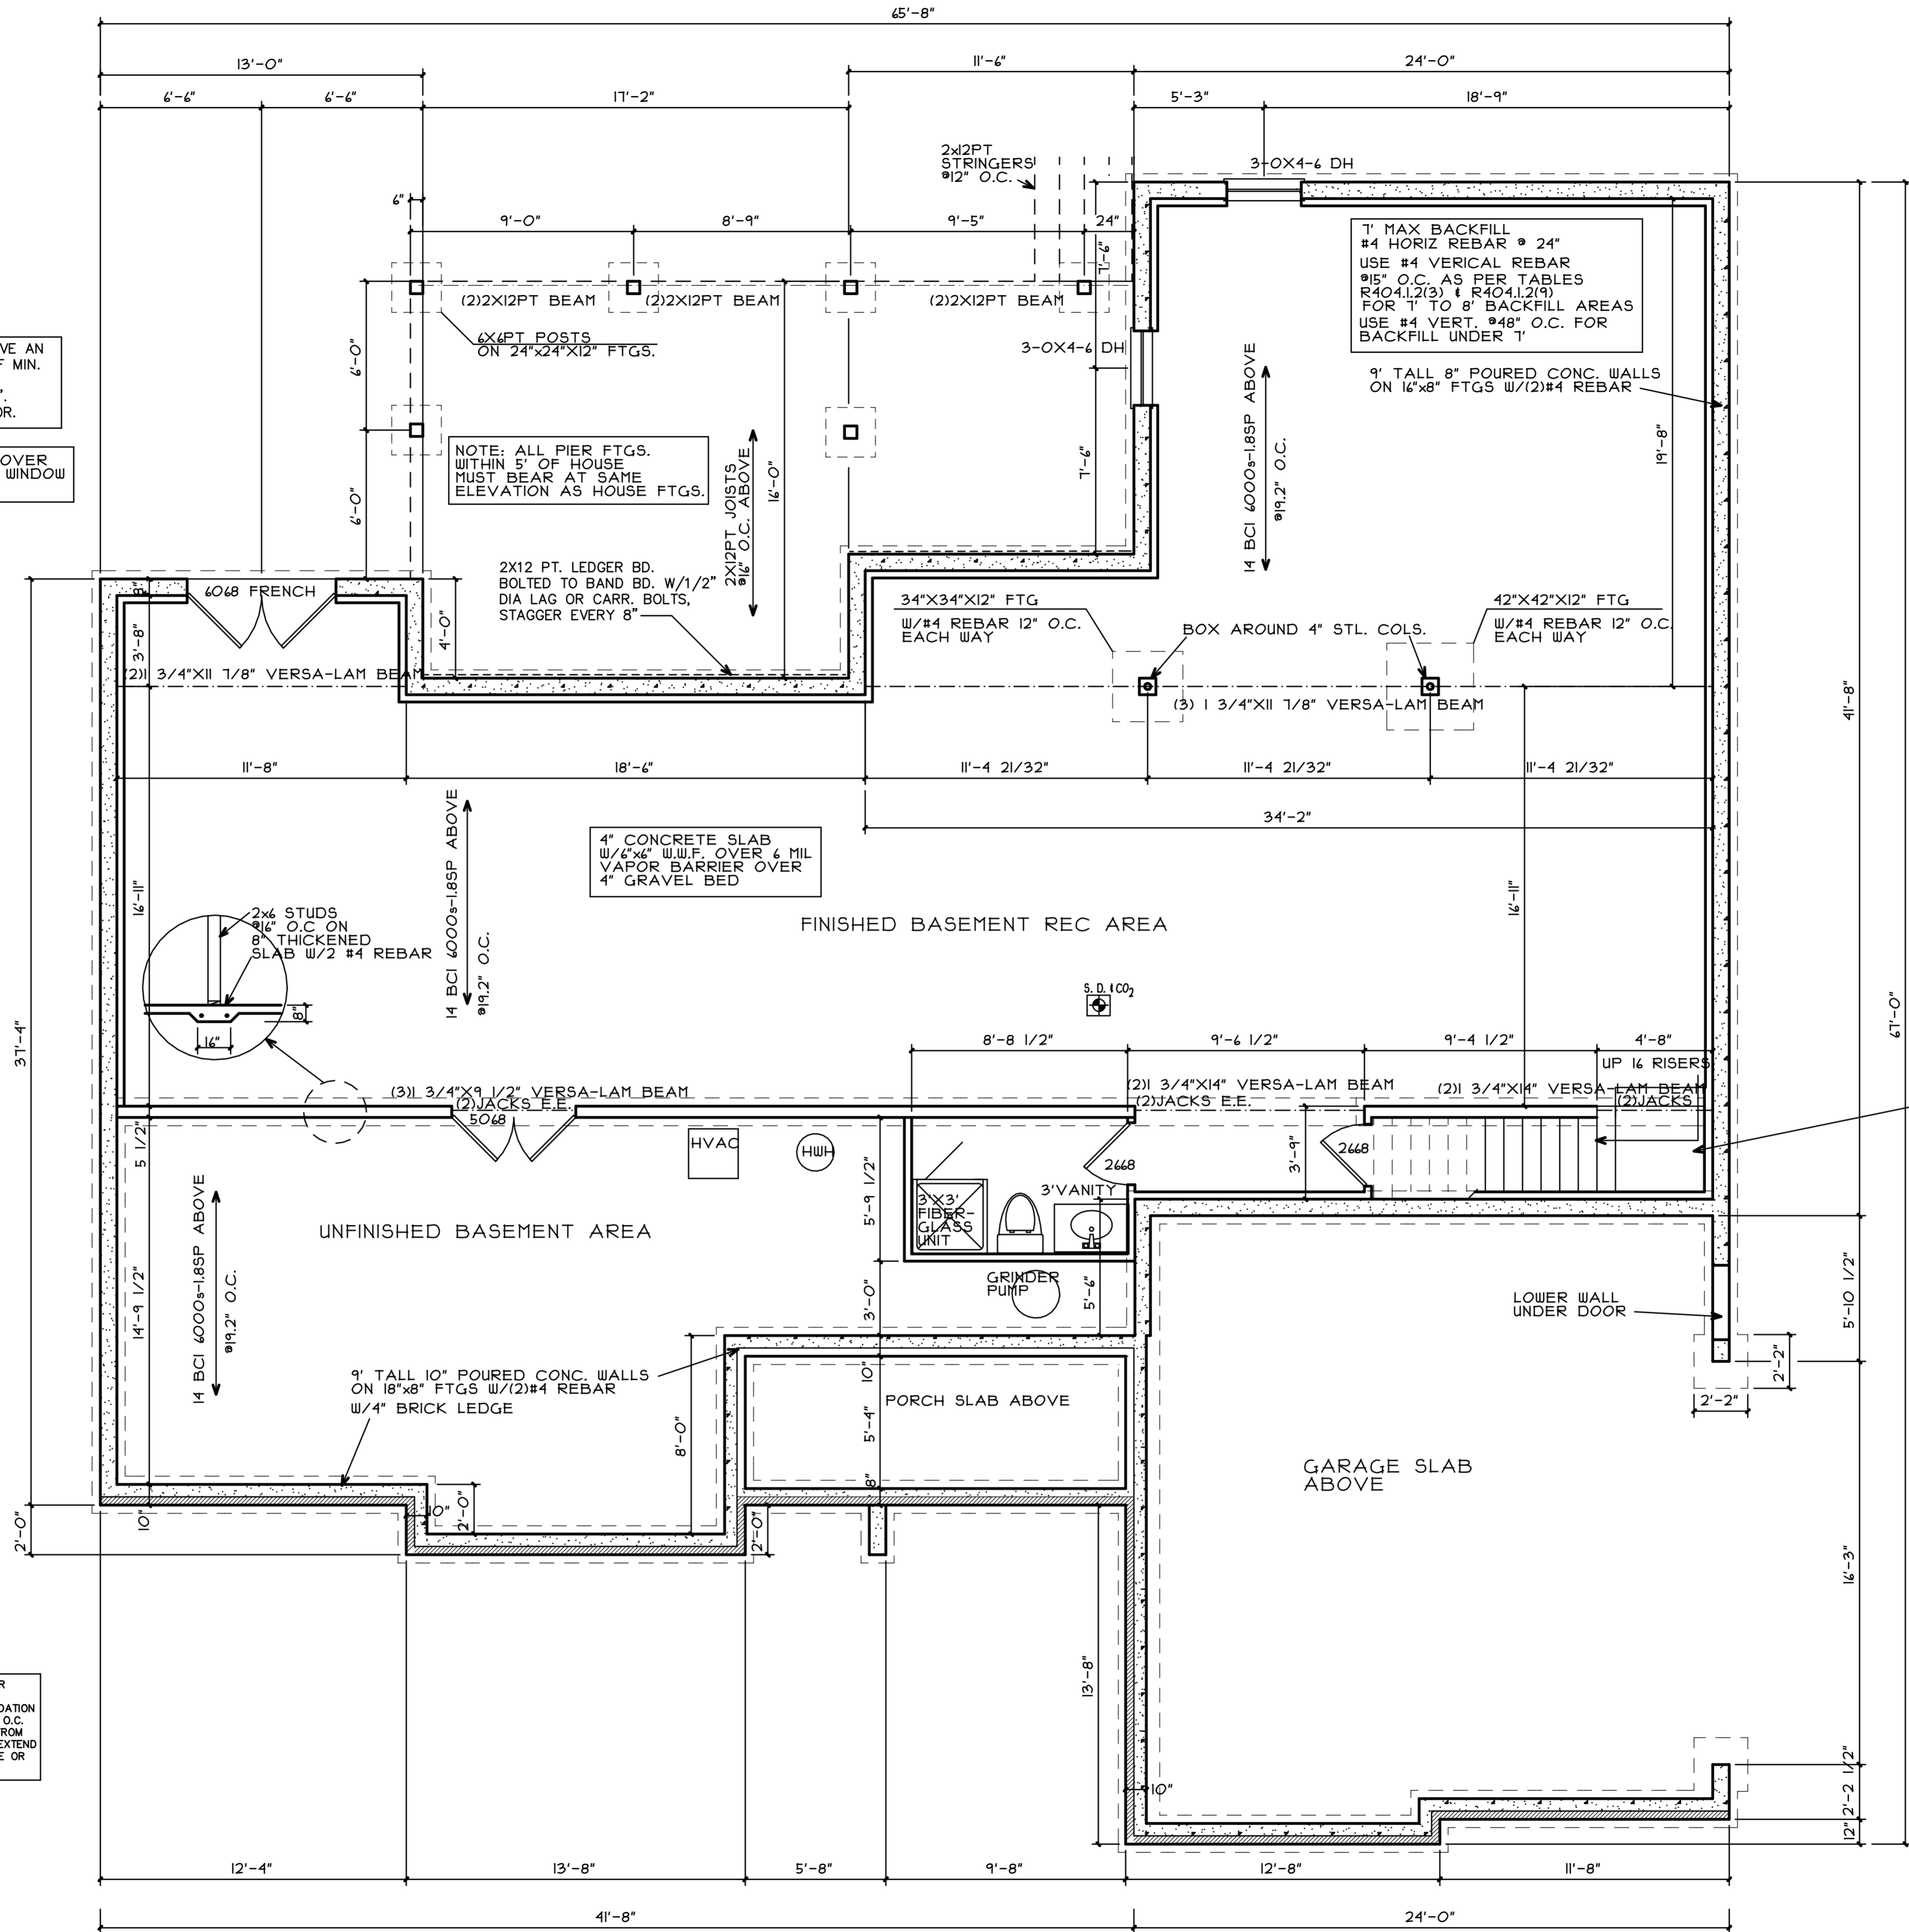 65'-8"
13'-0"
11'-6"
24'-0"
6'-6"
6'-6"
17'-2"
5'-3"
18'-9"
2x12PT
STRINGERS
@12" O.C.
3-0X4-6 DH
6"
9'-0"
8'-9"
9'-5"
24"
7'-6"
7' MAX BACKFILL
#4 HORIZ REBAR @ 24"
USE #4 VERICAL REBAR
@15" O.C. AS PER TABLES
R404.1.2(3) & R404.1.2(9)
FOR 7' TO 8' BACKFILL AREAS
USE #4 VERT. @48" O.C. FOR
BACKFILL UNDER 7'
(2)2X12PT BEAM
(2)2X12PT BEAM
(2)2X12PT BEAM
6X6PT POSTS
ON 24"x24"X12" FTGS.
3-0X4-6 DH
VE AN
F MIN.
OR.
OVER
WINDOW
6'-0"
6'-0"
9' TALL 8" POURED CONC. WALLS
ON 16"x8" FTGS W/(2)#4 REBAR
14 BCI 6000s-1.8SP ABOVE
@19.2" O.C.
19'-8"
NOTE: ALL PIER FTGS.
WITHIN 5' OF HOUSE
MUST BEAR AT SAME
ELEVATION AS HOUSE FTGS.
2X12PT JOISTS
@16" O.C. ABOVE
16'-0"
7'-6"
2X12 PT. LEDGER BD.
BOLTED TO BAND BD. W/1/2"
DIA LAG OR CARR. BOLTS,
STAGGER EVERY 8"
6068 FRENCH
8"
3'-8"
4'-0"
34"X34"X12" FTG
W/#4 REBAR 12" O.C.
EACH WAY
42"X42"X12" FTG
W/#4 REBAR 12" O.C.
EACH WAY
BOX AROUND 4" STL. COLS.
(2)1 3/4"X11 7/8" VERSA-LAM BEAM
(3) 1 3/4"X11 7/8" VERSA-LAM BEAM
41'-8"
67'-0"
11'-8"
18'-6"
11'-4 21/32"
11'-4 21/32"
11'-4 21/32"
34'-2"
14 BCI 6000s-1.8SP ABOVE
@19.2" O.C.
4" CONCRETE SLAB
W/6"x6" W.W.F. OVER 6 MIL
VAPOR BARRIER OVER
4" GRAVEL BED
16'-11"
16'-11"
2x6 STUDS
@16" O.C ON
8" THICKENED
SLAB W/2 #4 REBAR
8"
16"
FINISHED BASEMENT REC AREA
S.D.&CO2
37'-4"
8'-8 1/2"
9'-6 1/2"
9'-4 1/2"
4'-8"
UP 16 RISERS
(3)1 3/4"X9 1/2" VERSA-LAM BEAM
(2)JACKS E.E.
5068
(2)1 3/4"X14" VERSA-LAM BEAM
(2)JACKS E.E.
(2)1 3/4"X14" VERSA-LAM BEAM
(2)JACKS
5 1/2"
HVAC
HWH
2668
3'-9"
2668
5'-9 1/2"
3'X3'
FIBER-
GLASS
UNIT
3'VANITY
14 BCI 6000s-1.8SP ABOVE
@19.2" O.C.
UNFINISHED BASEMENT AREA
14'-9 1/2"
GRINDER
PUMP
3'-0"
5'-6"
LOWER WALL
UNDER DOOR
5'-10 1/2"
2'-2"
2'-2"
9' TALL 10" POURED CONC. WALLS
ON 18"x8" FTGS W/(2)#4 REBAR
W/4" BRICK LEDGE
10"
PORCH SLAB ABOVE
5'-4"
8'-0"
8"
GARAGE SLAB
ABOVE
2'-0"
10"
10"
2'-0"
2'-0"
16'-3"
R
DATION
O.C.
ROM
EXTEND
E OR
13'-8"
10"
2'-2 1/2"
12"
12'-4"
13'-8"
5'-8"
9'-8"
12'-8"
11'-8"
41'-8"
24'-0"